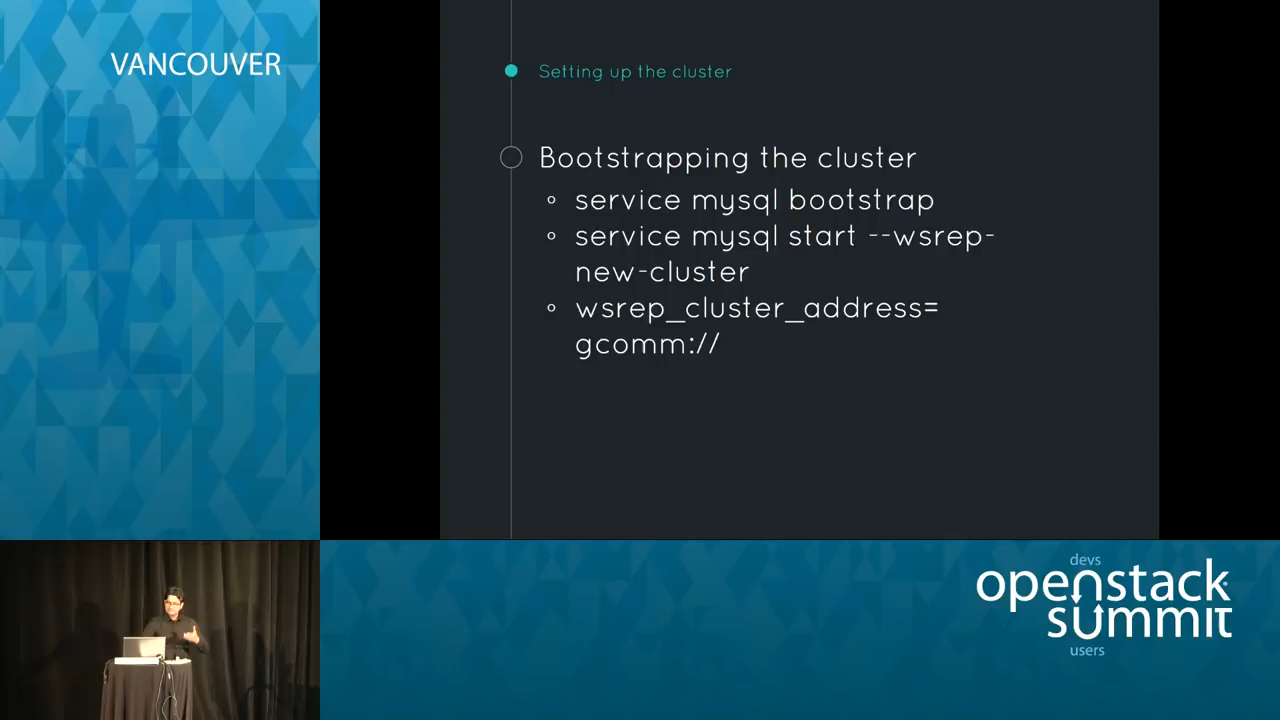 VANCOUVER
Setting up the cluster
Bootstrapping the cluster
service mysql bootstrap
service mysql start --wsrep-
new-cluster
wsrep_cluster_address=
gcomm://
devs
openstack
summit
users